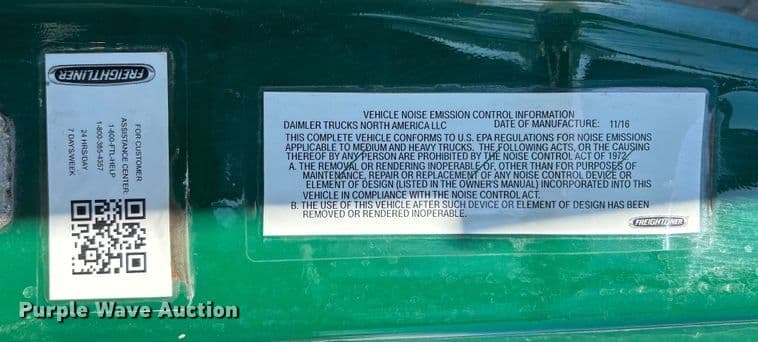 FREIGHTLINER
FOR CUSTOMER
ASSISTANCE CENTER:
1-800-FTL-HELP
1-800-385-4357
24 HRS/DAY
7 DAYS/WEEK
VEHICLE NOISE EMISSION CONTROL INFORMATION
DAIMLER TRUCKS NORTH AMERICA LLC DATE OF MANUFACTURE: 11/16
THIS COMPLETE VEHICLE CONFORMS TO U.S. EPA REGULATIONS FOR NOISE EMISSIONS
APPLICABLE TO MEDIUM AND HEAVY TRUCKS. THE FOLLOWING ACTS, OR THE CAUSING
THEREOF BY ANY PERSON ARE PROHIBITED BY THE NOISE CONTROL ACT OF 1972.
A. THE REMOVAL OR RENDERING INOPERABLE OF, OTHER THAN FOR PURPOSES OF
MAINTENANCE, REPAIR OR REPLACEMENT OF ANY NOISE CONTROL DEVICE OR
ELEMENT OF DESIGN (LISTED IN THE OWNER'S MANUAL) INCORPORATED INTO THIS
VEHICLE IN COMPLIANCE WITH THE NOISE CONTROL ACT.
B. THE USE OF THIS VEHICLE AFTER SUCH DEVICE OR ELEMENT OF DESIGN HAS BEEN
REMOVED OR RENDERED INOPERABLE.
FREIGHTLINER
Purple Wave Auction